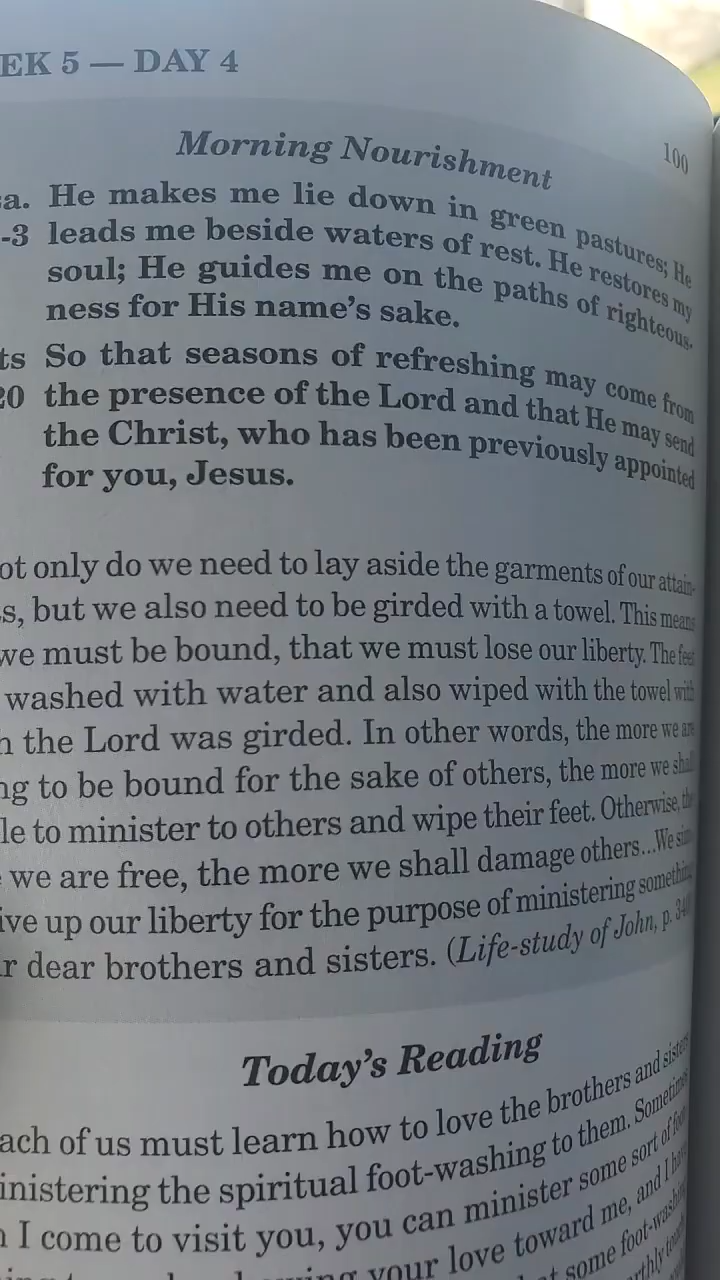 EEK 5 — DAY 4
Morning Nourishment
100
a. He makes me lie down in green pastures; He
-3 leads me beside waters of rest. He restores my
soul; He guides me on the paths of righteous-
ness for His name's sake.
ts So that seasons of refreshing may come from
20 the presence of the Lord and that He may send
the Christ, who has been previously appointed
for you, Jesus.
ot only do we need to lay aside the garments of our attain-
s, but we also need to be girded with a towel. This means
we must be bound, that we must lose our liberty. The feet
washed with water and also wiped with the towel with
h the Lord was girded. In other words, the more we are
ng to be bound for the sake of others, the more we shall
le to minister to others and wipe their feet. Otherwise, the
we are free, the more we shall damage others...We
ive up our liberty for the purpose of ministering something
r dear brothers and sisters. (Life-study of John, p.
Today's Reading
ach of us must learn how to love the brothers and sisters
inistering the spiritual foot-washing to them. Sometimes
I come to visit you, you can minister some sort of
your love toward me, and I
some foot-washing